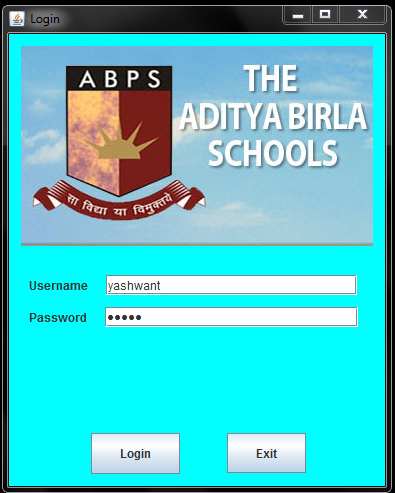 Login
ABPS
सा विद्या या विमुक्तये
THE
ADITYA BIRLA
SCHOOLS
Username yashwant
Password •••••
Login Exit